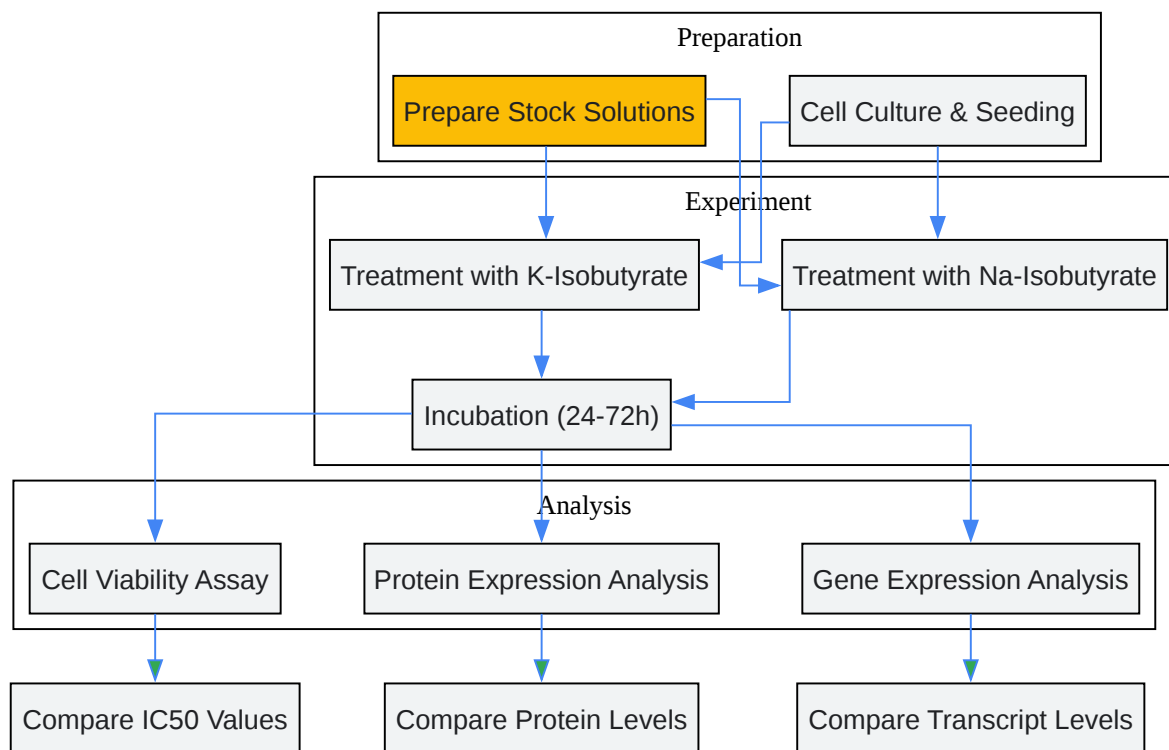 Preparation
Prepare Stock Solutions
Cell Culture & Seeding
Experiment
Treatment with K-Isobutyrate
Treatment with Na-Isobutyrate
Incubation (24-72h)
Analysis
Cell Viability Assay
Protein Expression Analysis
Gene Expression Analysis
Compare IC50 Values
Compare Protein Levels
Compare Transcript Levels